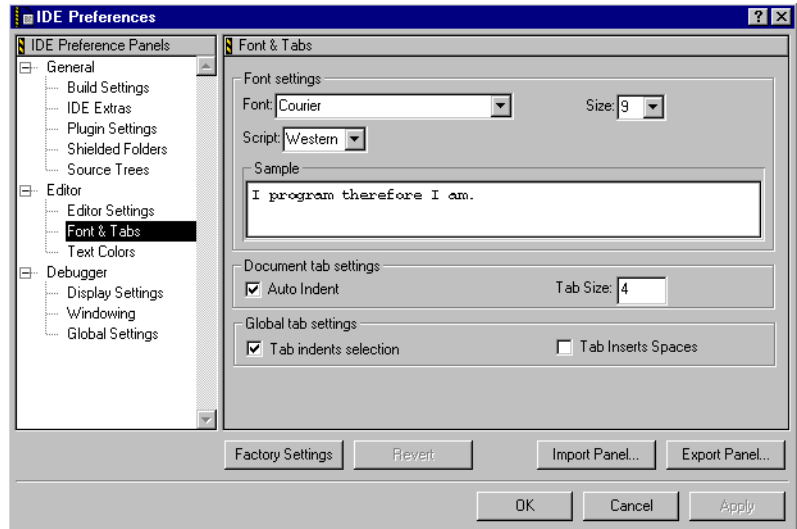 IDE Preferences
IDE Preference Panels
General
Build Settings
IDE Extras
Plugin Settings
Shielded Folders
Source Trees
Editor
Editor Settings
Font & Tabs
Text Colors
Debugger
Display Settings
Windowing
Global Settings
Font & Tabs
Font settings
Font: Courier Size: 9
Script: Western
Sample
I program therefore I am.
Document tab settings
Auto Indent Tab Size: 4
Global tab settings
Tab indents selection Tab Inserts Spaces
Factory Settings Revert Import Panel... Export Panel...
OK Cancel Apply